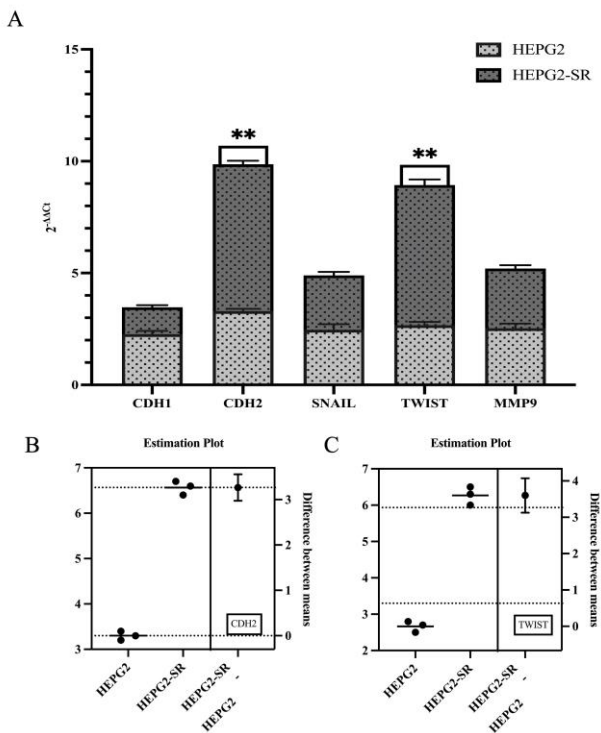 A
15
10
5
0
2^-ΔΔCt
HEPG2
HEPG2-SR
**
**
CDH1 CDH2 SNAIL TWIST MMP9
B
Estimation Plot
7
6
5
4
3
3
2
1
0
Difference between means
CDH2
HEPG2
HEPG2-SR
HEPG2-SR
-
HEPG2
C
Estimation Plot
7
6
5
4
3
2
4
3
2
1
0
Difference between means
TWIST
HEPG2
HEPG2-SR
HEPG2-SR
-
HEPG2